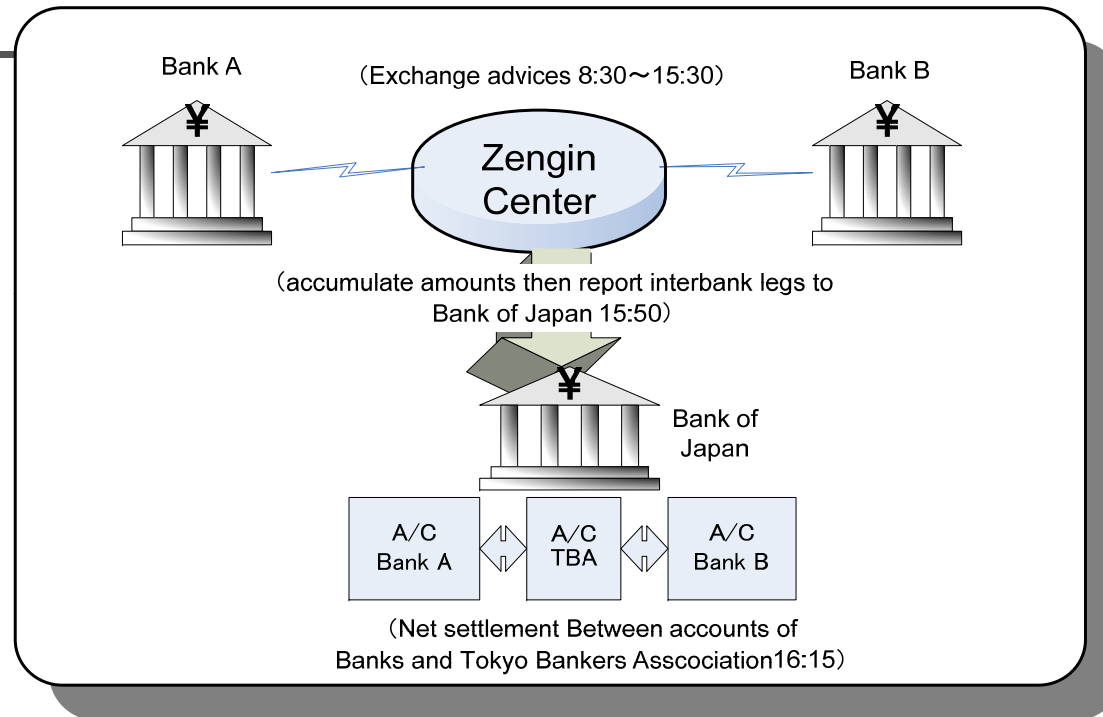 Bank A
（Exchange advices 8:30～15:30）
Bank B
¥
¥
Zengin
Center
（accumulate amounts then report interbank legs to
Bank of Japan 15:50）
¥
Bank of
Japan
A/C
Bank A
A/C
TBA
A/C
Bank B
（Net settlement Between accounts of
Banks and Tokyo Bankers Asscociation16:15）